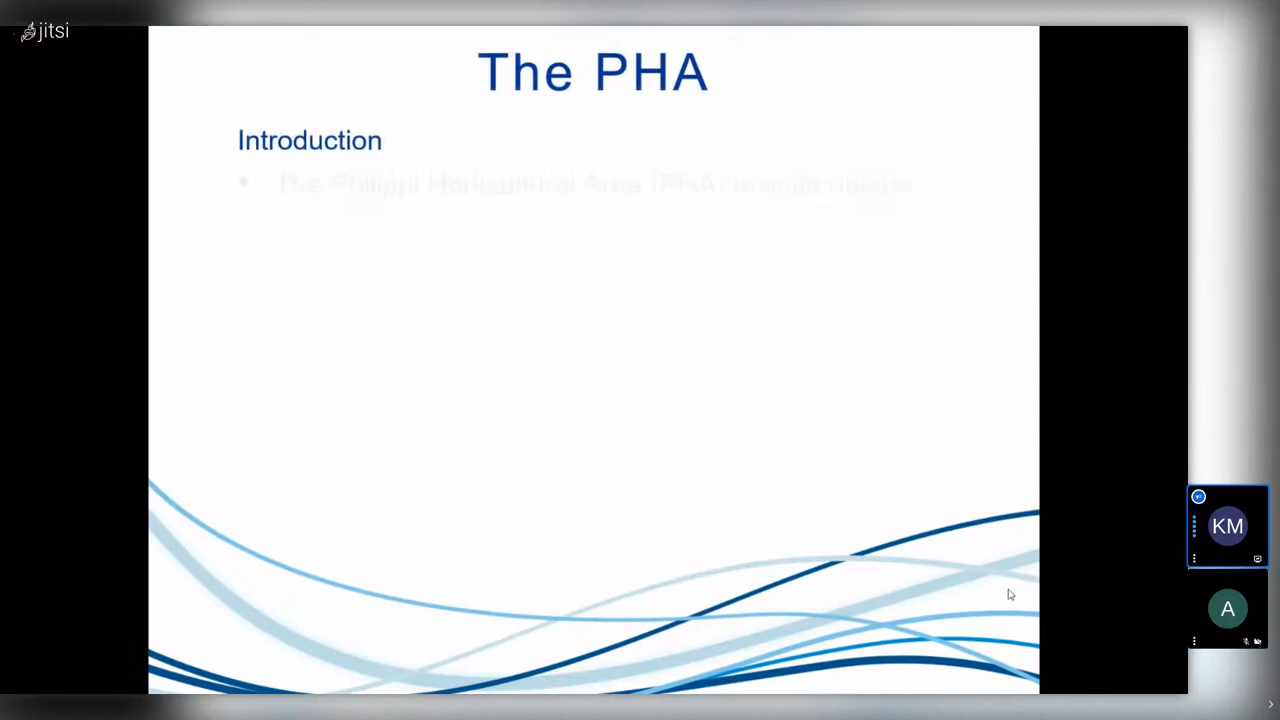 jitsi
The PHA
Introduction
• The Philippi Horticultural Area (PHA) is quite unique
KM
A